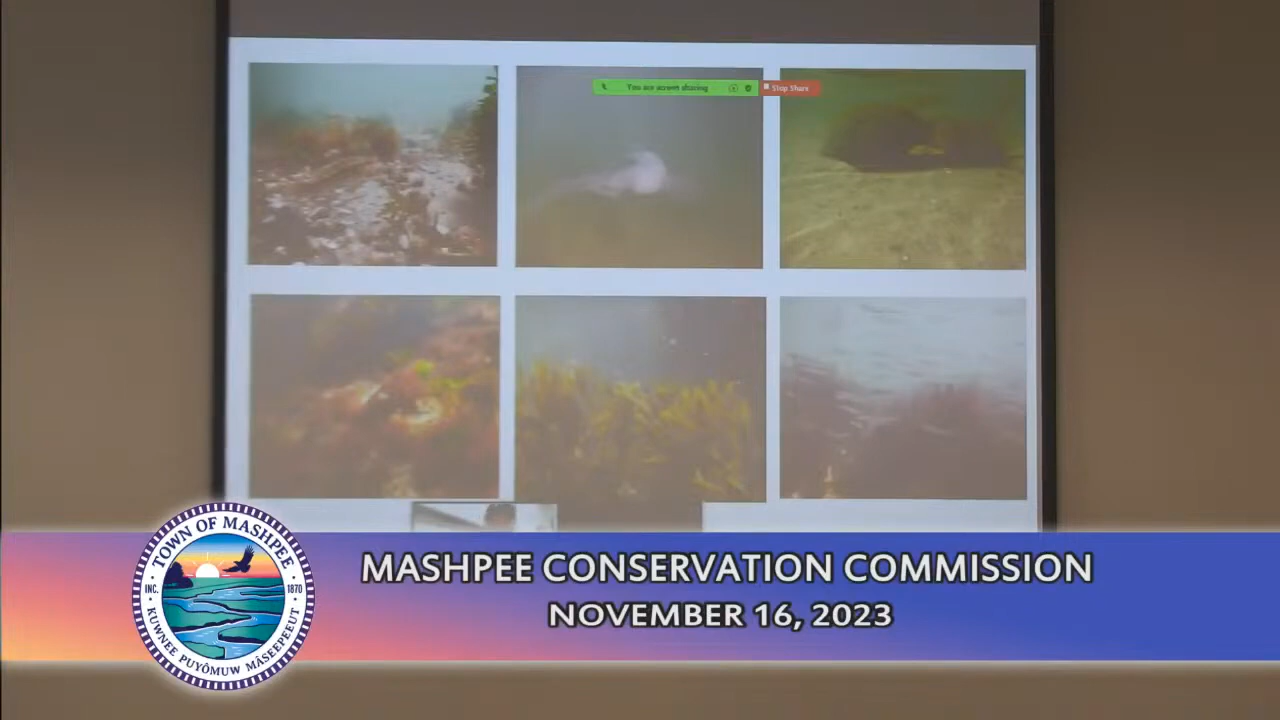 You are screen sharing
Stop Share
TOWN OF MASHPEE
INC.
1870
KUWNEE PUYÔMUW MÂSEEPEEUT
MASHPEE CONSERVATION COMMISSION
NOVEMBER 16, 2023